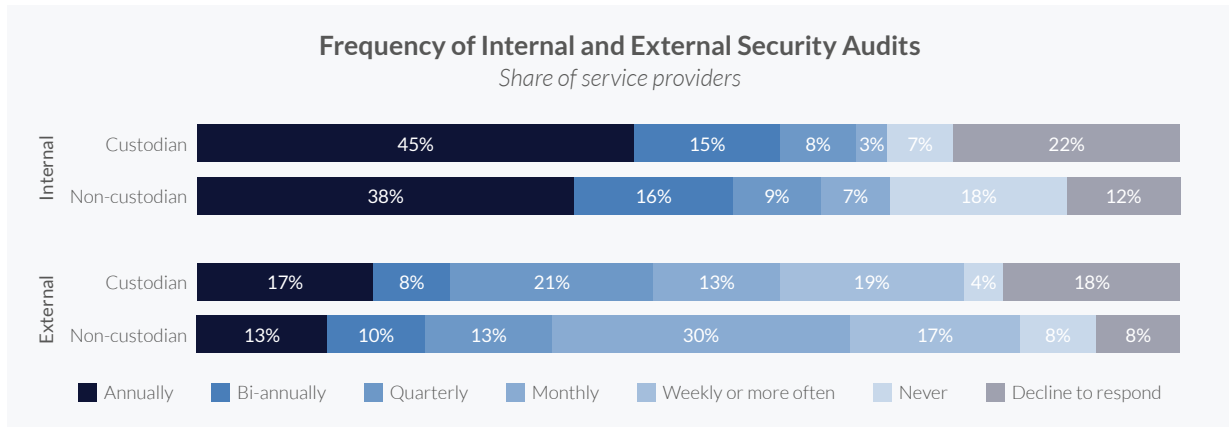 Frequency of Internal and External Security Audits
Share of service providers
Internal
Custodian 45% 15% 8% 3% 7% 22%
Non-custodian 38% 16% 9% 7% 18% 12%
External
Custodian 17% 8% 21% 13% 19% 4% 18%
Non-custodian 13% 10% 13% 30% 17% 8% 8%
Annually Bi-annually Quarterly Monthly Weekly or more often Never Decline to respond